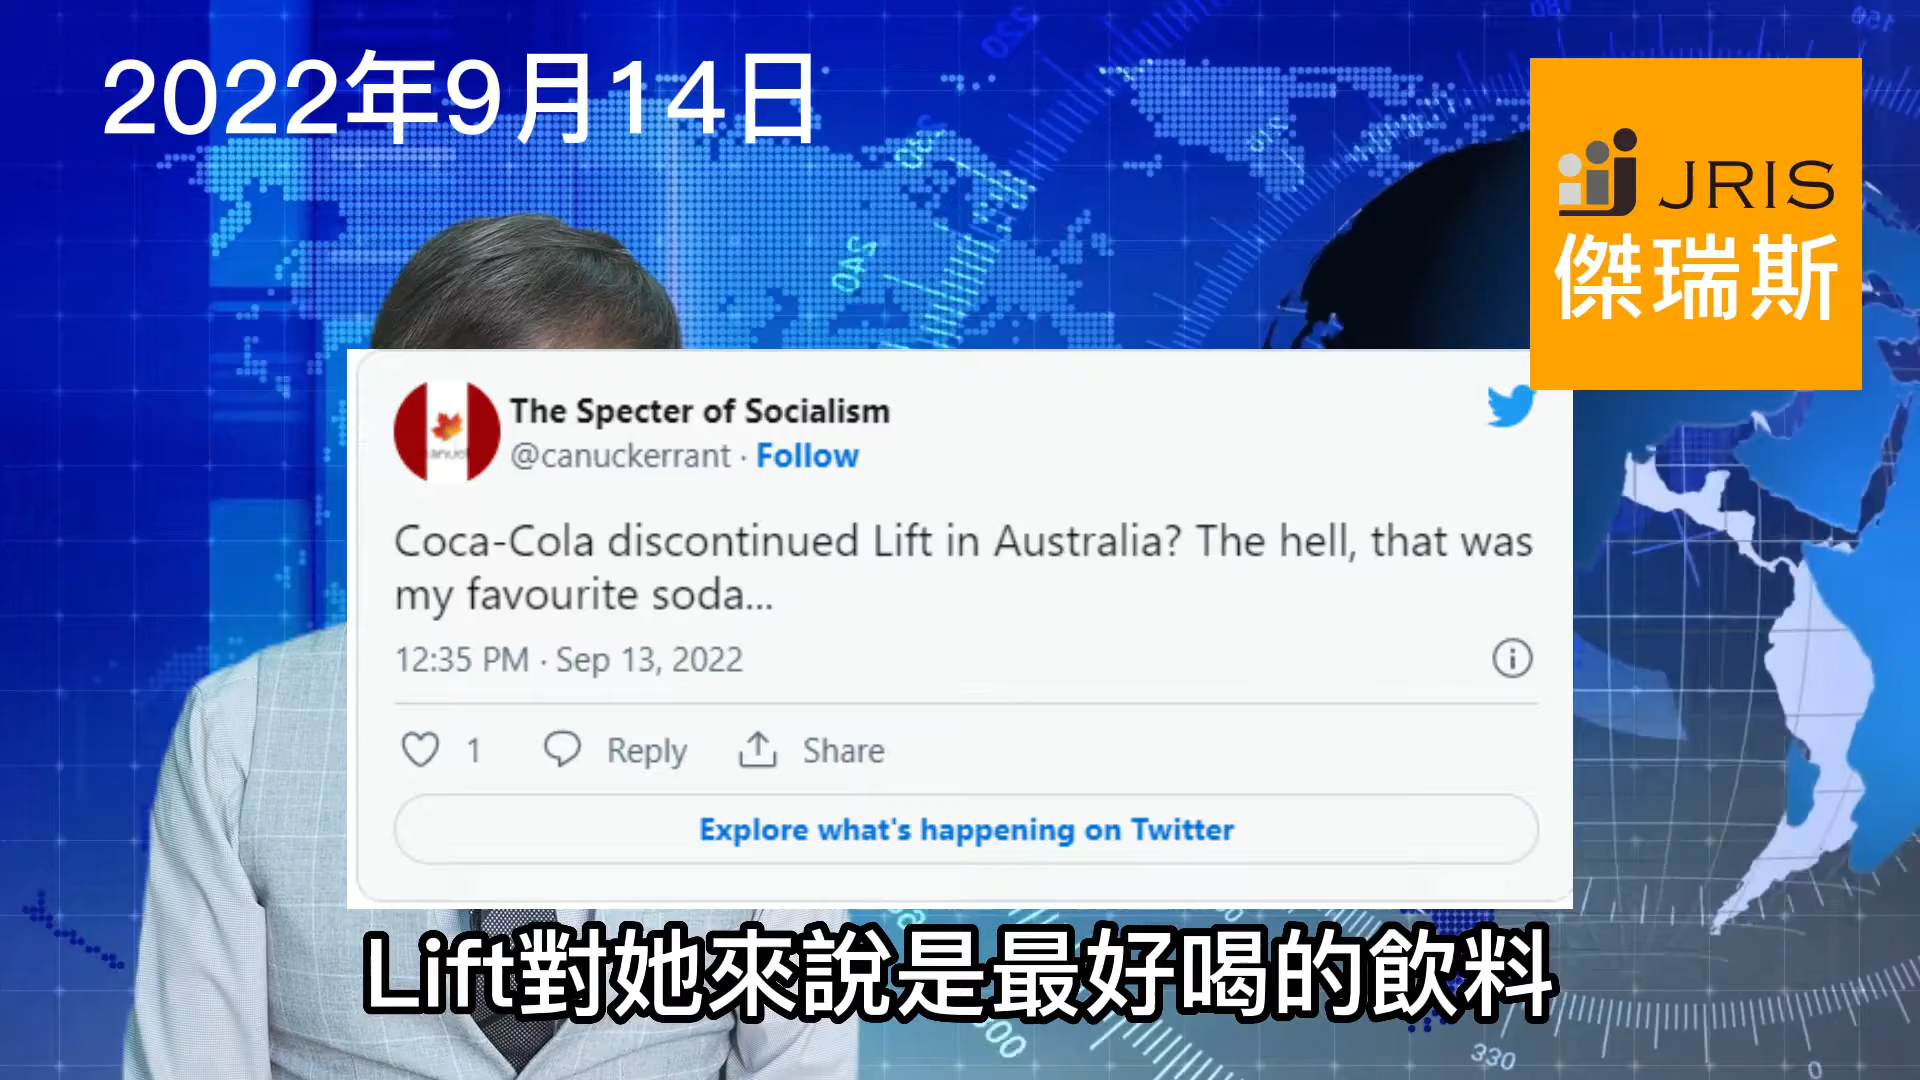 2022年9月14日
JRIS
傑瑞斯
The Specter of Socialism
@canuckerrant · Follow
Coca-Cola discontinued Lift in Australia? The hell, that was
my favourite soda...
12:35 PM · Sep 13, 2022
1 Reply Share
Explore what's happening on Twitter
Lift對她來說是最好喝的飲料
240
330
0